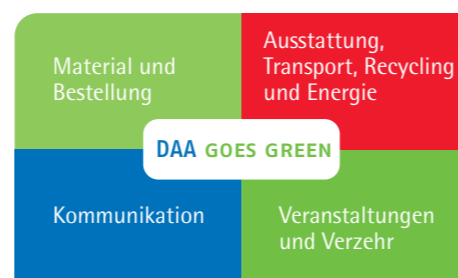 Material und
Bestellung
Ausstattung,
Transport, Recycling
und Energie
DAA GOES GREEN
Kommunikation
Veranstaltungen
und Verzehr